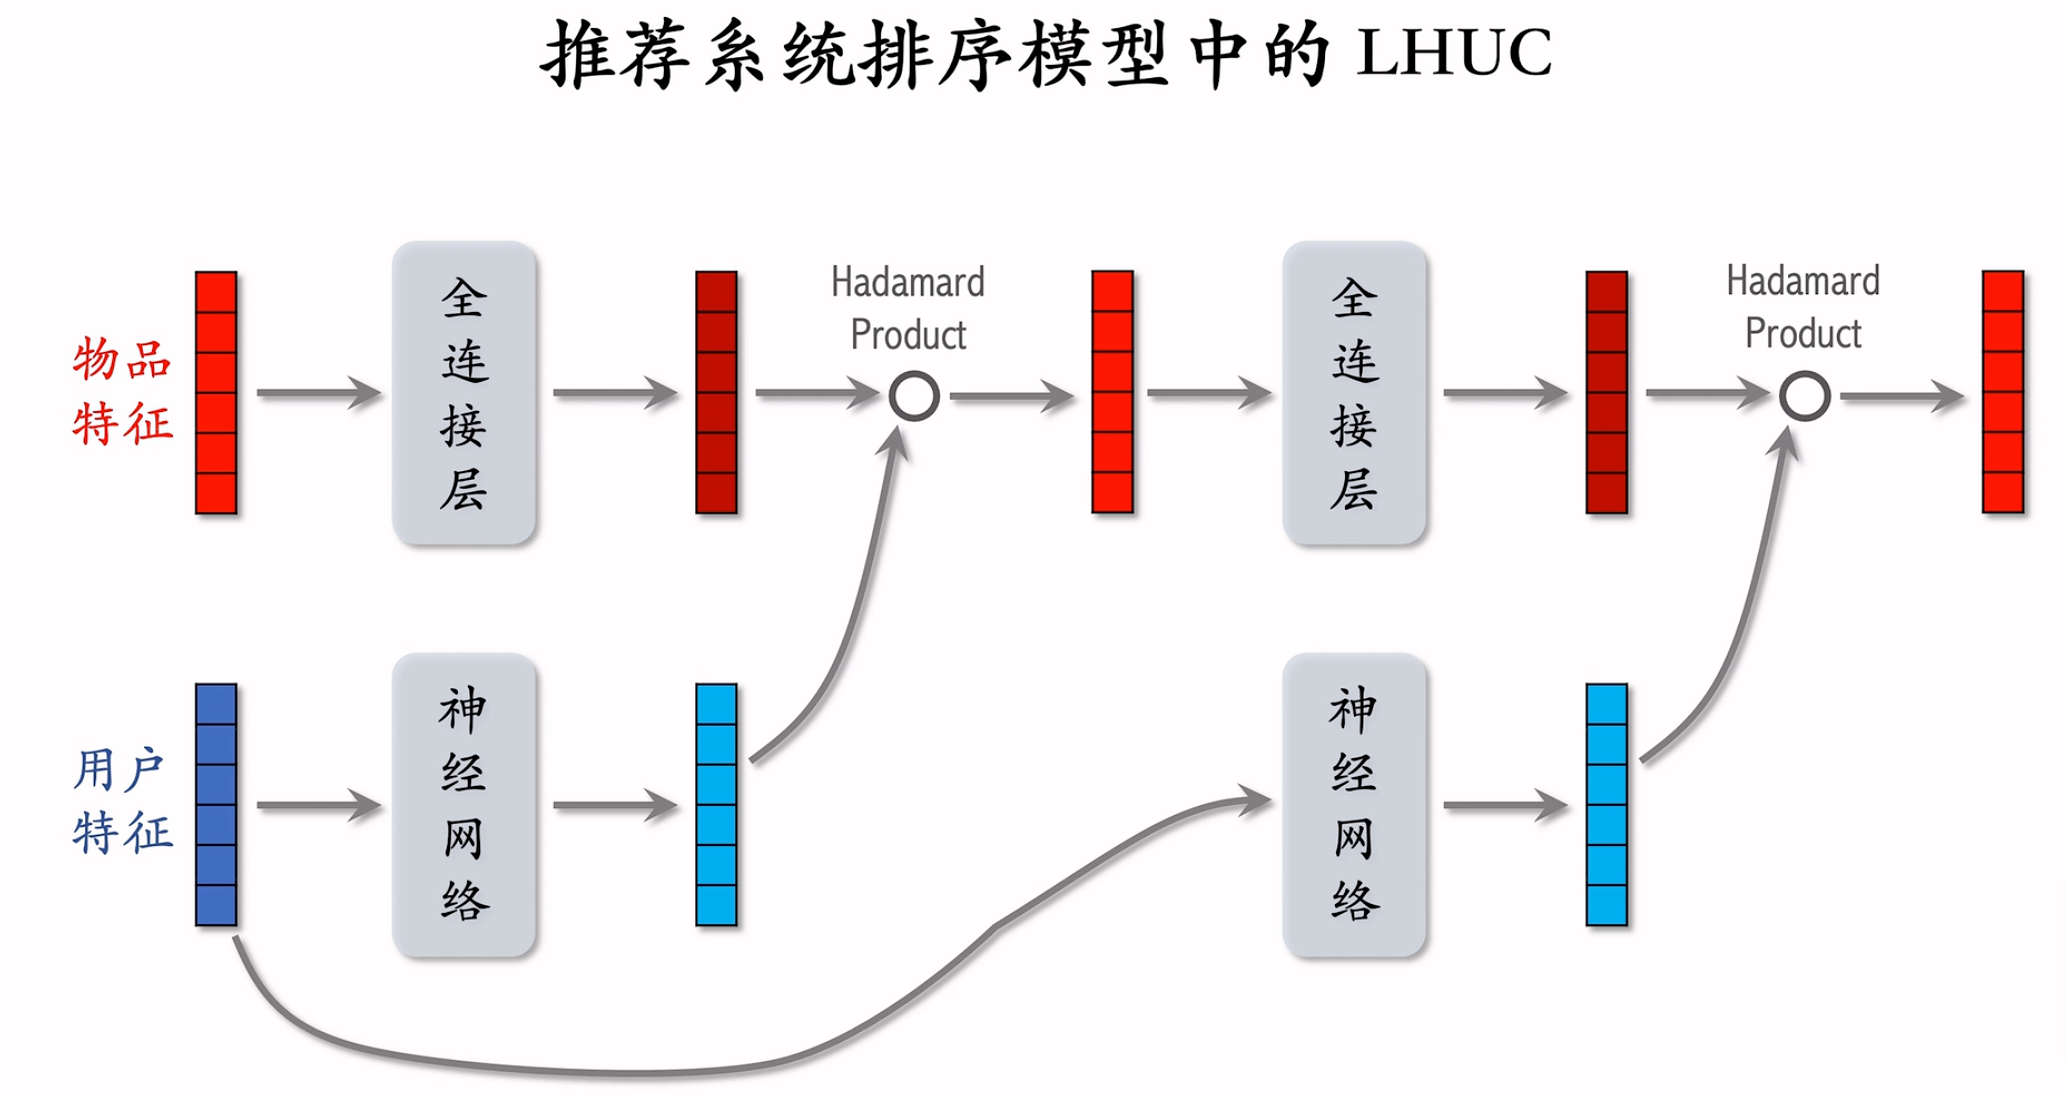 推荐系统排序模型中的 LHUC
物品
特征
全
连
接
层
Hadamard
Product
全
连
接
层
Hadamard
Product
用户
特征
神
经
网
络
神
经
网
络